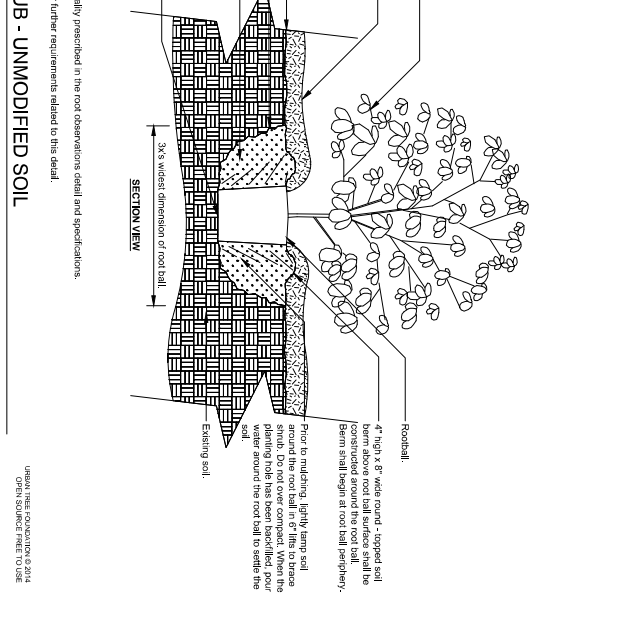 Rootball.
4" high x 8" wide round - topped soil
berm above root ball surface shall be
constructed around the root ball.
Berm shall begin at root ball periphery.
Prior to mulching, lightly tamp soil
around the root ball in 6" lifts to brace
shrub. Do not over compact. When the
planting hole has been backfilled, pour
water around the root ball to settle the
soil.
Existing soil.
3x's widest dimension of root ball.
SECTION VIEW
ality prescribed in the root observations detail and specifications.
further requirements related to this detail.
UB - UNMODIFIED SOIL
URBAN TREE FOUNDATION © 2014
OPEN SOURCE FREE TO USE